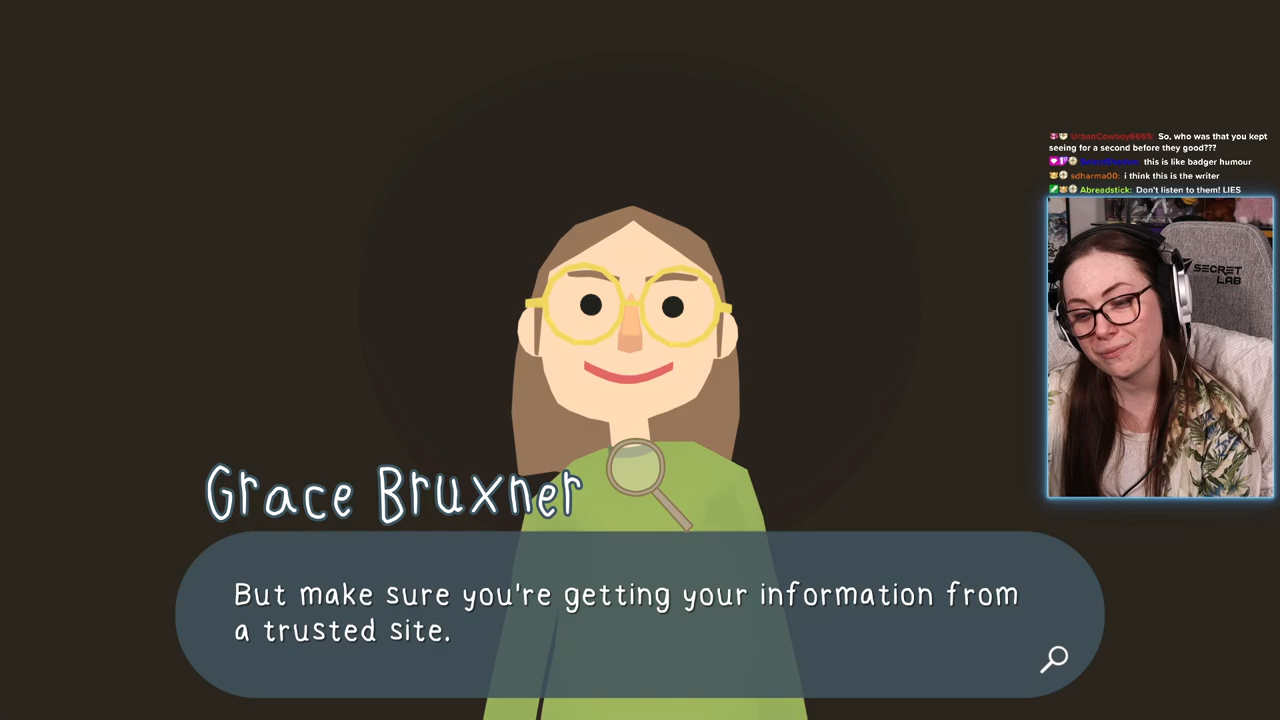 UrbanCowboy6665: So, who was that you kept
seeing for a second before they good???
this is like badger humour
sdharma00: i think this is the writer
Abreadstick: Don't listen to them! LIES
SECRET
LAB
Grace Bruxner
But make sure you're getting your information from
a trusted site.